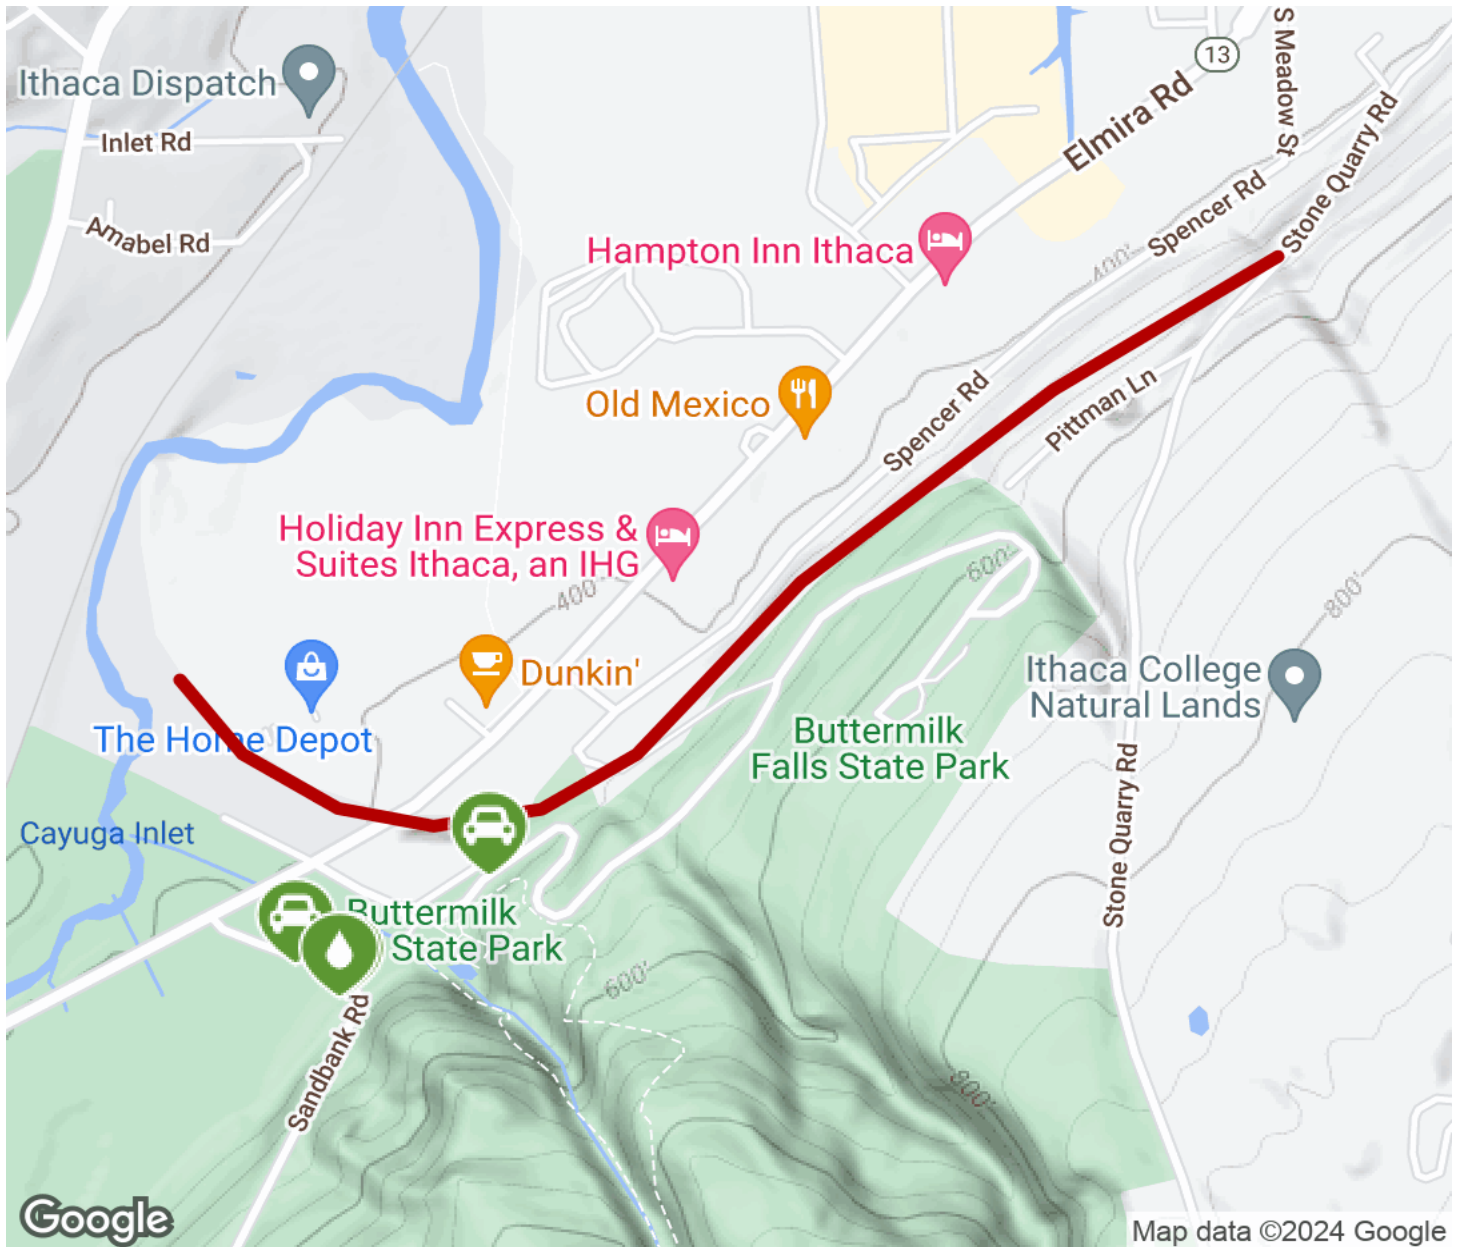 S Meadow St
13
Ithaca Dispatch
Elmira Rd
Inlet Rd
Stone Quarry Rd
Spencer Rd
Amabel Rd
Hampton Inn Ithaca
400'
Old Mexico
Spencer Rd
Pittman Ln
Holiday Inn Express &
Suites Ithaca, an IHG
400
600'
800'
Dunkin'
Ithaca College
Natural Lands
The Home Depot
Buttermilk
Falls State Park
Stone Quarry Rd
Cayuga Inlet
Buttermilk
State Park
600'
Sandbank Rd
800'
Google
Map data ©2024 Google